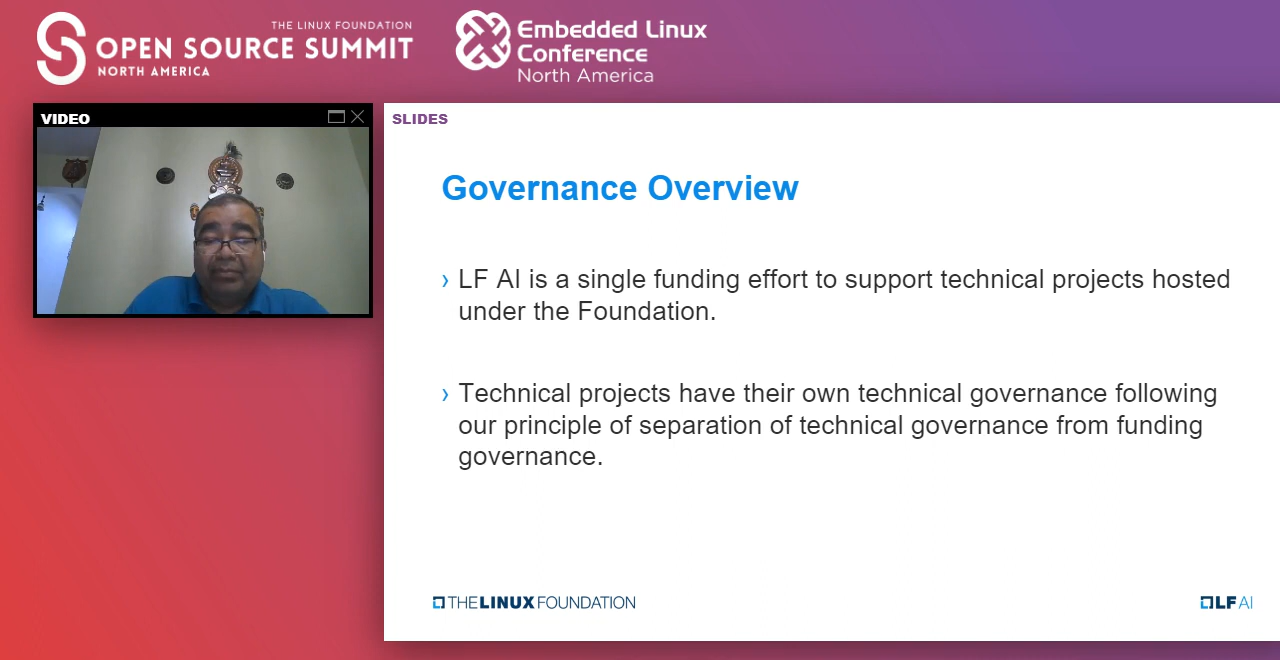 THE LINUX FOUNDATION
OPEN SOURCE SUMMIT
NORTH AMERICA
Embedded Linux
Conference
North America
VIDEO
SLIDES
Governance Overview
› LF AI is a single funding effort to support technical projects hosted
under the Foundation.
› Technical projects have their own technical governance following
our principle of separation of technical governance from funding
governance.
THE LINUX FOUNDATION
LF AI